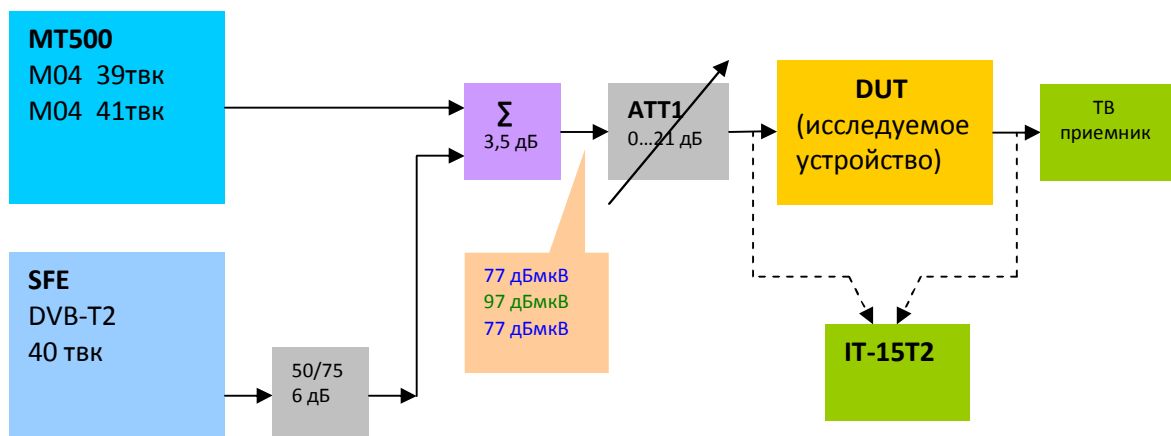 MT500
M04 39твк
M04 41твк
∑
3,5 дБ
ATT1
0...21 дБ
DUT
(исследуемое
устройство)
ТВ
приемник
SFE
DVB-T2
40 твк
50/75
6 дБ
77 дБмкВ
97 дБмкВ
77 дБмкВ
IT-15T2